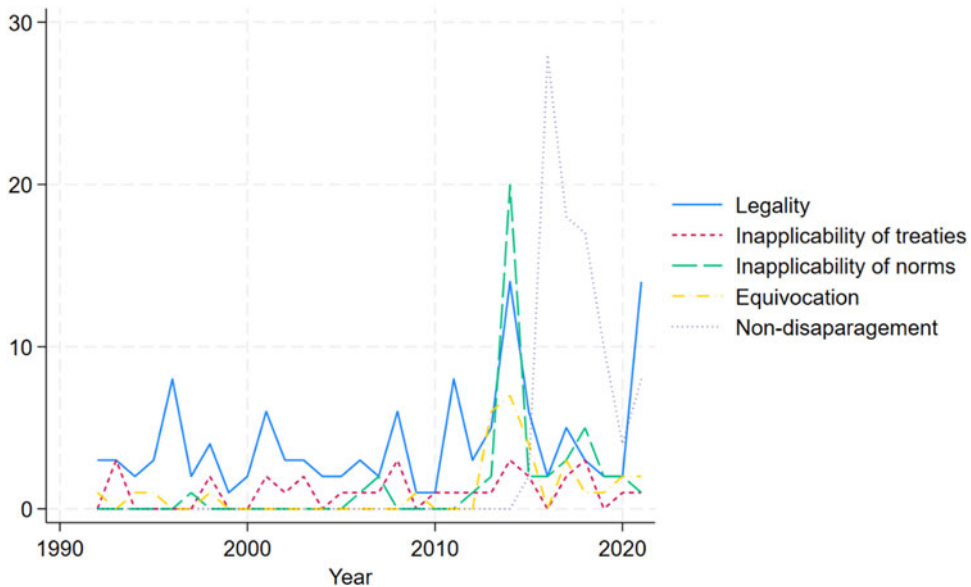 30
20
10
0
1990
2000
2010
2020
Year
Legality
Inapplicability of treaties
Inapplicability of norms
Equivocation
Non-disaparagement